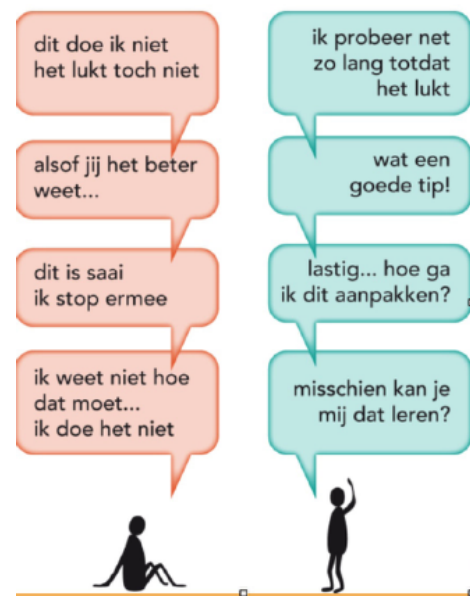 dit doe ik niet
het lukt toch niet
alsof jij het beter
weet...
dit is saai
ik stop ermee
ik weet niet hoe
dat moet...
ik doe het niet
ik probeer net
zo lang totdat
het lukt
wat een
goede tip!
lastig... hoe ga
ik dit aanpakken?
misschien kan je
mij dat leren?